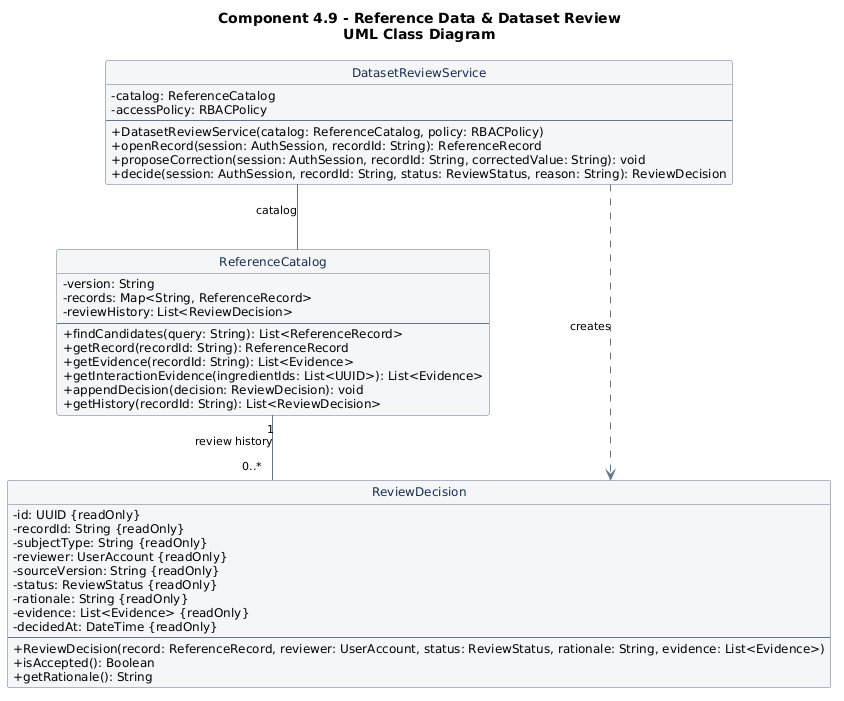 Component 4.9 - Reference Data & Dataset Review
UML Class Diagram
DatasetReviewService
-catalog: ReferenceCatalog
-accessPolicy: RBACPolicy
+DatasetReviewService(catalog: ReferenceCatalog, policy: RBACPolicy)
+openRecord(session: AuthSession, recordId: String): ReferenceRecord
+proposeCorrection(session: AuthSession, recordId: String, correctedValue: String): void
+decide(session: AuthSession, recordId: String, status: ReviewStatus, reason: String): ReviewDecision
catalog
ReferenceCatalog
-version: String
-records: Map<String, ReferenceRecord>
-reviewHistory: List<ReviewDecision>
+findCandidates(query: String): List<ReferenceRecord>
+getRecord(recordId: String): ReferenceRecord
+getEvidence(recordId: String): List<Evidence>
+getInteractionEvidence(ingredientIds: List<UUID>): List<Evidence>
+appendDecision(decision: ReviewDecision): void
+getHistory(recordId: String): List<ReviewDecision>
creates
1
review history
0..*
ReviewDecision
-id: UUID {readOnly}
-recordId: String {readOnly}
-subjectType: String {readOnly}
-reviewer: UserAccount {readOnly}
-sourceVersion: String {readOnly}
-status: ReviewStatus {readOnly}
-rationale: String {readOnly}
-evidence: List<Evidence> {readOnly}
-decidedAt: DateTime {readOnly}
+ReviewDecision(record: ReferenceRecord, reviewer: UserAccount, status: ReviewStatus, rationale: String, evidence: List<Evidence>)
+isAccepted(): Boolean
+getRationale(): String